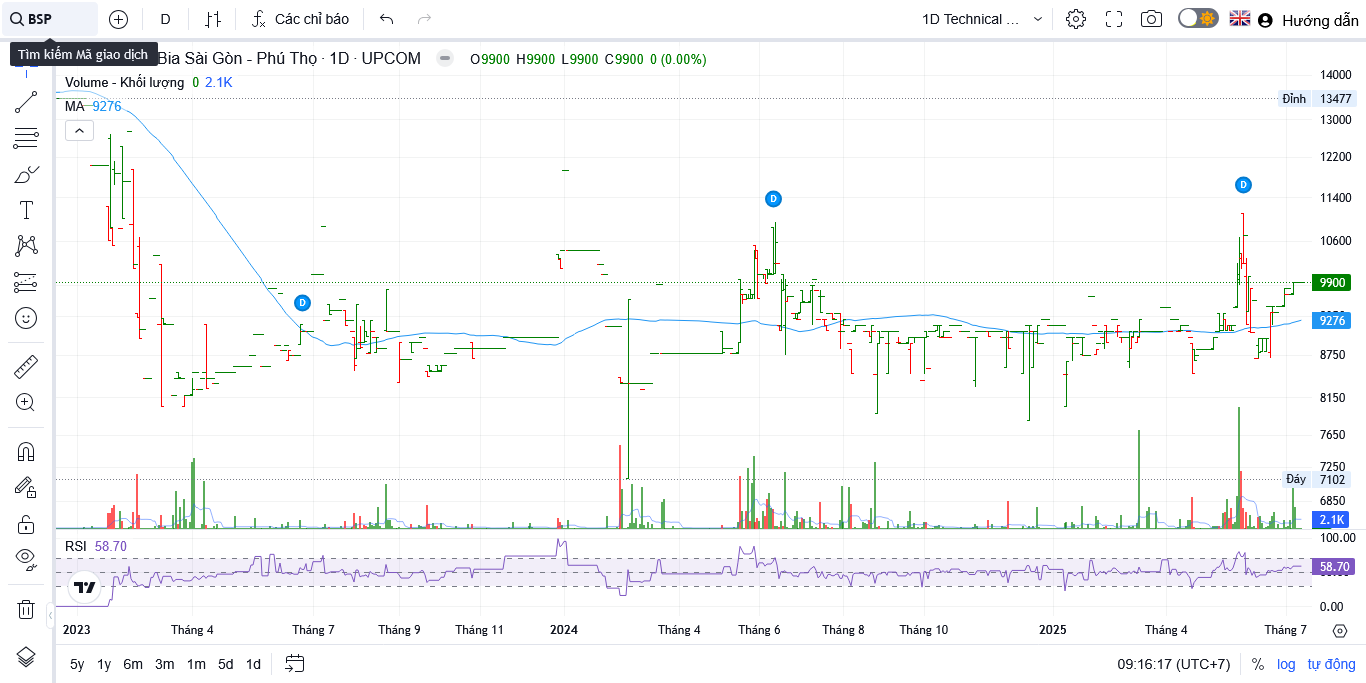 BSP
D
Các chỉ báo
1D Technical ...
Hướng dẫn
Tìm kiếm Mã giao dịch
Bia Sài Gòn - Phú Thọ · 1D · UPCOM
O9900 H9900 L9900 C9900 0 (0.00%)
Volume - Khối lượng 0 2.1K
MA 9276
14000
Đỉnh 13477
13000
12200
11400
10600
9900
9276
8750
8150
7650
7250
Đáy 7102
6850
2.1K
D
D
D
RSI 58.70
100.00
58.70
0.00
2023 Tháng 4 Tháng 7 Tháng 9 Tháng 11 2024 Tháng 4 Tháng 6 Tháng 8 Tháng 10 2025 Tháng 4 Tháng 7
5y 1y 6m 3m 1m 5d 1d
09:16:17 (UTC+7) % log tự động